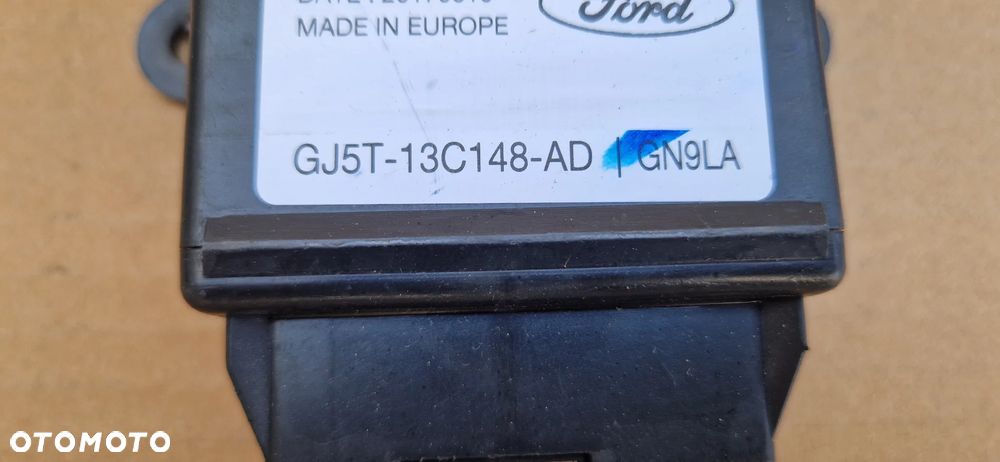 MADE IN EUROPE
Ford
GJ5T-13C148-AD | GN9LA
OTOMOTO